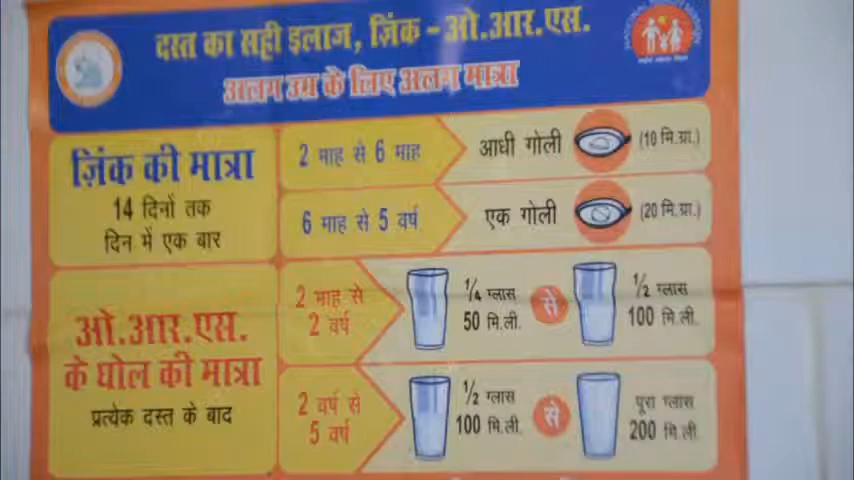 दस्त का सही इलाज, ज़िंक - ओ.आर.एस.
अलग उम्र के लिए अलग मात्रा
ज़िंक की मात्रा
14 दिनों तक
दिन में एक बार
2 माह से 6 माह
आधी गोली
(10 मि.ग्रा.)
6 माह से 5 वर्ष
एक गोली
(20 मि.ग्रा.)
ओ.आर.एस.
के घोल की मात्रा
प्रत्येक दस्त के बाद
2 माह से
2 वर्ष
1/4 ग्लास
50 मि.ली.
से
1/2 ग्लास
100 मि.ली.
2 वर्ष से
5 वर्ष
1/2 ग्लास
100 मि.ली.
से
पूरा ग्लास
200 मि.ली.